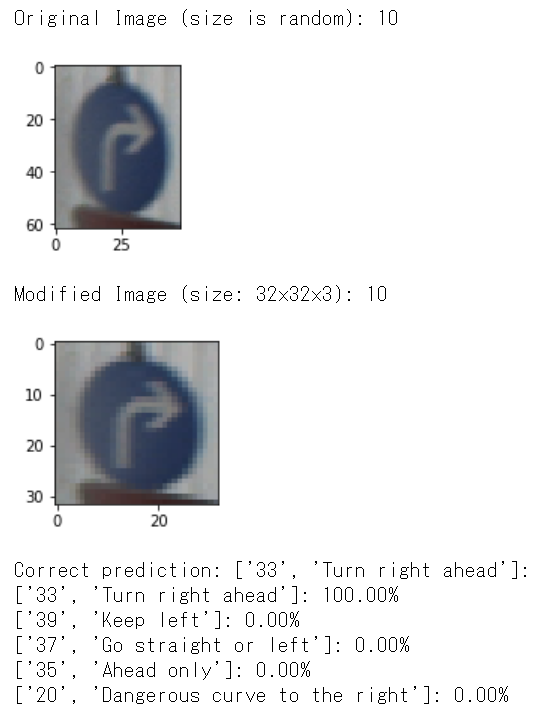 Original Image (size is random): 10
0
20
40
60
0 25
Modified Image (size: 32x32x3): 10
0
10
20
30
0 20
Correct prediction: ['33', 'Turn right ahead']:
['33', 'Turn right ahead']: 100.00%
['39', 'Keep left']: 0.00%
['37', 'Go straight or left']: 0.00%
['35', 'Ahead only']: 0.00%
['20', 'Dangerous curve to the right']: 0.00%